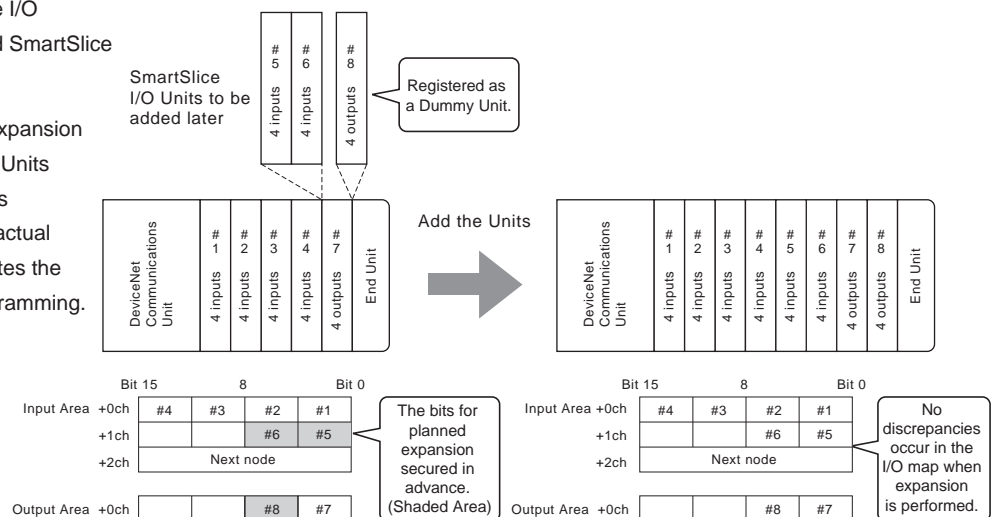 e I/O
d SmartSlice
xpansion
Units
s
actual
tes the
gramming.
SmartSlice
I/O Units to be
added later
#
5
4 inputs
#
6
4 inputs
#
8
4 outputs
Registered as
a Dummy Unit.
DeviceNet
Communications
Unit
#
1
4 inputs
#
2
4 inputs
#
3
4 inputs
#
4
4 inputs
#
7
4 outputs
End Unit
Add the Units
DeviceNet
Communications
Unit
#
1
4 inputs
#
2
4 inputs
#
3
4 inputs
#
4
4 inputs
#
5
4 inputs
#
6
4 inputs
#
7
4 outputs
#
8
4 outputs
End Unit
Bit 15 8 Bit 0
Input Area +0ch #4 #3 #2 #1
+1ch #6 #5
+2ch Next node
Output Area +0ch #8 #7
The bits for
planned
expansion
secured in
advance.
(Shaded Area)
Bit 15 8 Bit 0
Input Area +0ch #4 #3 #2 #1
+1ch #6 #5
+2ch Next node
Output Area +0ch #8 #7
No
discrepancies
occur in the
I/O map when
expansion
is performed.